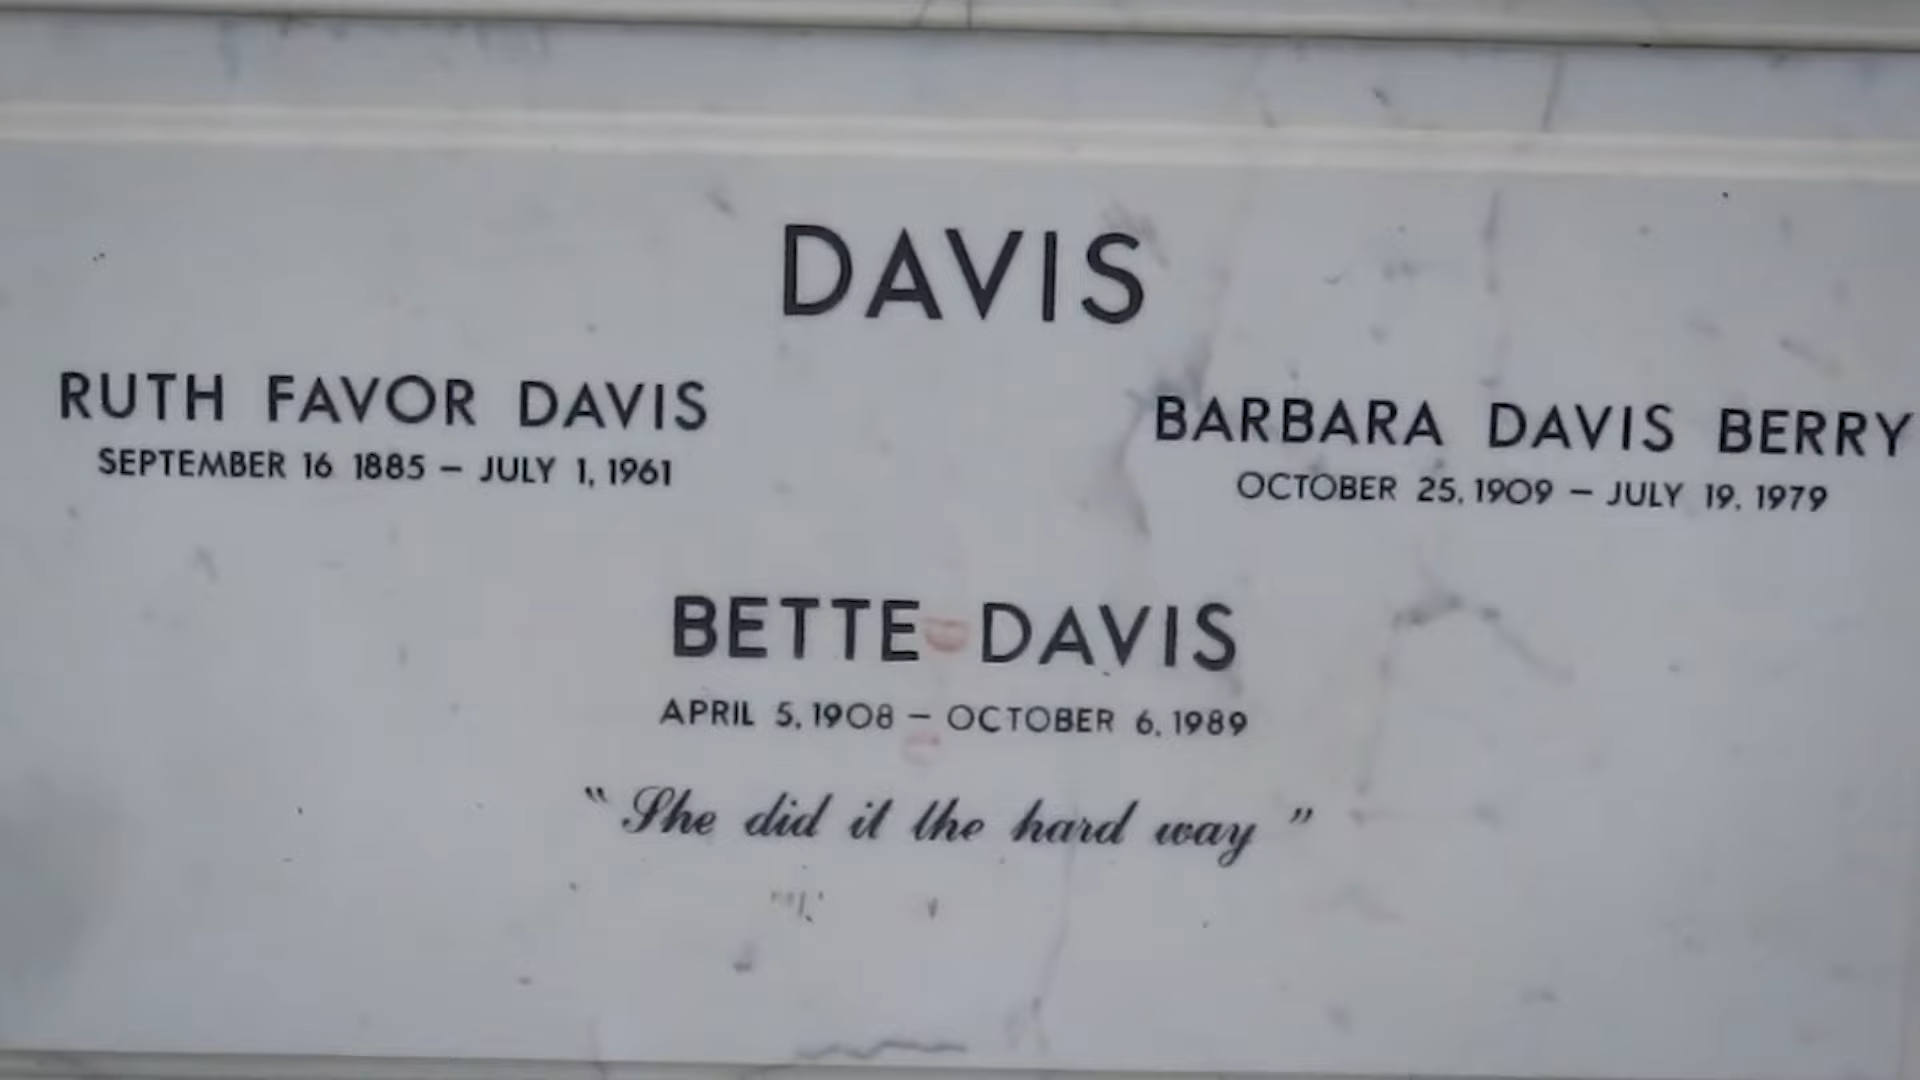 DAVIS
RUTH FAVOR DAVIS
SEPTEMBER 16 1885 – JULY 1, 1961
BARBARA DAVIS BERRY
OCTOBER 25, 1909 – JULY 19, 1979
BETTE DAVIS
APRIL 5, 1908 – OCTOBER 6, 1989
“She did it the hard way”